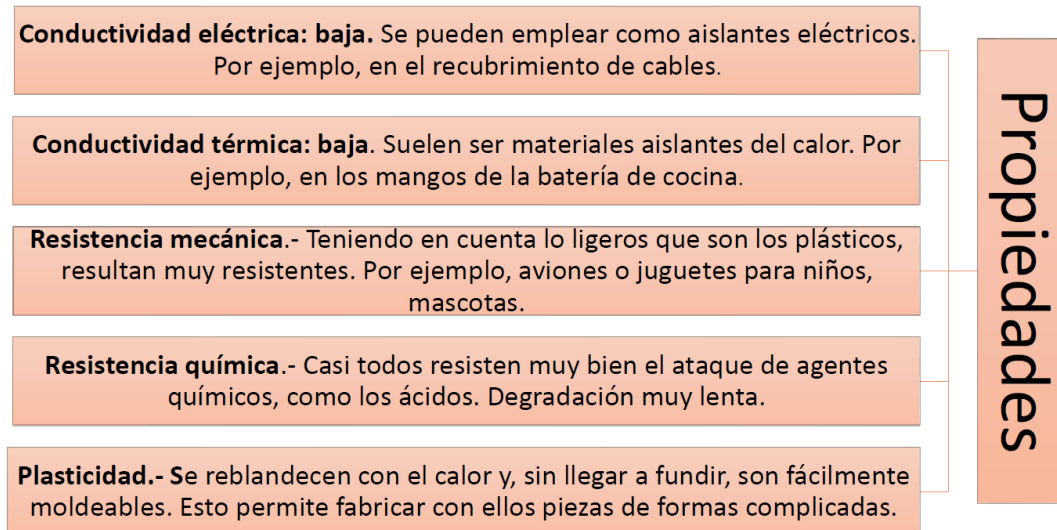 Conductividad eléctrica: baja. Se pueden emplear como aislantes eléctricos.
Por ejemplo, en el recubrimiento de cables.
Conductividad térmica: baja. Suelen ser materiales aislantes del calor. Por
ejemplo, en los mangos de la batería de cocina.
Resistencia mecánica.- Teniendo en cuenta lo ligeros que son los plásticos,
resultan muy resistentes. Por ejemplo, aviones o juguetes para niños,
mascotas.
Resistencia química.- Casi todos resisten muy bien el ataque de agentes
químicos, como los ácidos. Degradación muy lenta.
Plasticidad.- Se reblandecen con el calor y, sin llegar a fundir, son fácilmente
moldeables. Esto permite fabricar con ellos piezas de formas complicadas.
Propiedades